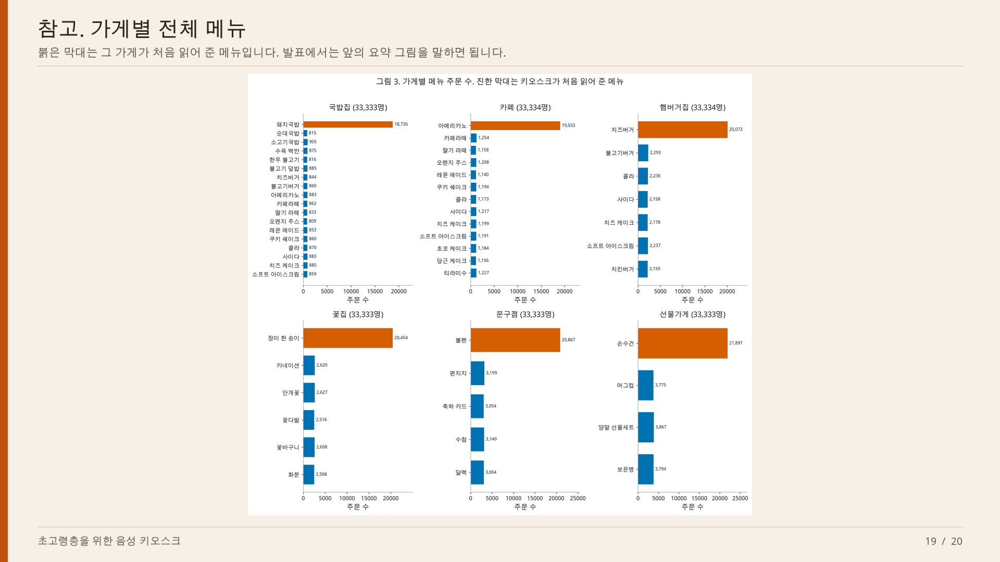 참고. 가게별 전체 메뉴
붉은 막대는 그 가게가 처음 읽어 준 메뉴입니다. 발표에서는 앞의 요약 그림을 말하면 됩니다.
그림 3. 가게별 메뉴 주문 수. 진한 막대는 키오스크가 처음 읽어 준 메뉴
국밥집 (33,333명)
돼지국밥 18,736
순대국밥 815
소고기국밥 905
수육 백반 875
한우 불고기 816
불고기 덮밥 885
치즈버거 844
불고기버거 860
아메리카노 883
카페라떼 862
딸기 라떼 833
오렌지 주스 809
레몬 에이드 853
쿠키 쉐이크 860
콜라 870
사이다 883
치즈 케이크 885
소프트 아이스크림 859
0 5000 10000 15000 20000
주문 수
카페 (33,334명)
아메리카노 19,033
카페라떼 1,254
딸기 라떼 1,158
오렌지 주스 1,208
레몬 에이드 1,140
쿠키 쉐이크 1,194
콜라 1,173
사이다 1,217
치즈 케이크 1,199
소프트 아이스크림 1,191
초코 케이크 1,184
당근 케이크 1,156
티라미수 1,227
0 5000 10000 15000 20000
주문 수
햄버거집 (33,334명)
치즈버거 20,073
불고기버거 2,293
콜라 2,236
사이다 2,158
치즈 케이크 2,178
소프트 아이스크림 2,237
치킨버거 2,159
0 5000 10000 15000 20000
주문 수
꽃집 (33,333명)
장미 한 송이 20,454
카네이션 2,620
안개꽃 2,627
꽃다발 2,516
꽃바구니 2,608
화분 2,508
0 5000 10000 15000 20000
주문 수
문구점 (33,333명)
볼펜 20,867
편지지 3,199
축하 카드 3,054
수첩 3,149
달력 3,064
0 5000 10000 15000 20000 25000
주문 수
선물가게 (33,333명)
손수건 21,897
머그컵 3,775
양말 선물세트 3,867
보온병 3,794
0 5000 10000 15000 20000 25000
주문 수
초고령층을 위한 음성 키오스크
19 / 20